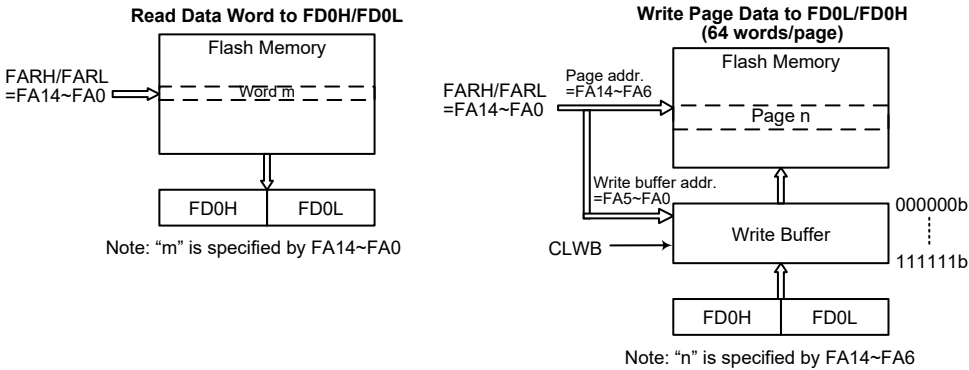 Read Data Word to FD0H/FD0L
Flash Memory
FARH/FARL
=FA14~FA0
Word m
FD0H
FD0L
Note: “m” is specified by FA14~FA0
Write Page Data to FD0L/FD0H
(64 words/page)
Flash Memory
Page addr.
=FA14~FA6
FARH/FARL
=FA14~FA0
Page n
Write buffer addr.
=FA5~FA0
000000b
Write Buffer
CLWB
111111b
FD0H
FD0L
Note: “n” is specified by FA14~FA6